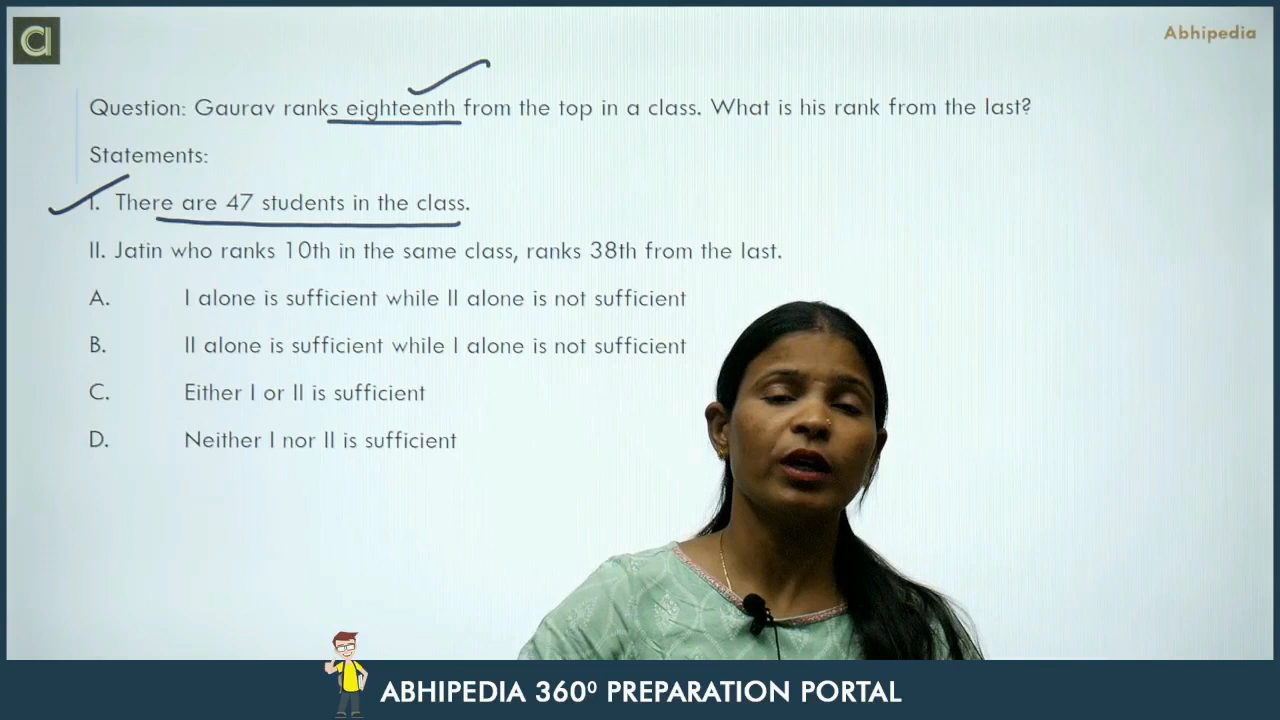 a
Abhipedia
Question: Gaurav ranks eighteenth from the top in a class. What is his rank from the last?
Statements:
I. There are 47 students in the class.
II. Jatin who ranks 10th in the same class, ranks 38th from the last.
A. I alone is sufficient while II alone is not sufficient
B. II alone is sufficient while I alone is not sufficient
C. Either I or II is sufficient
D. Neither I nor II is sufficient
ABHIPEDIA 360⁰ PREPARATION PORTAL